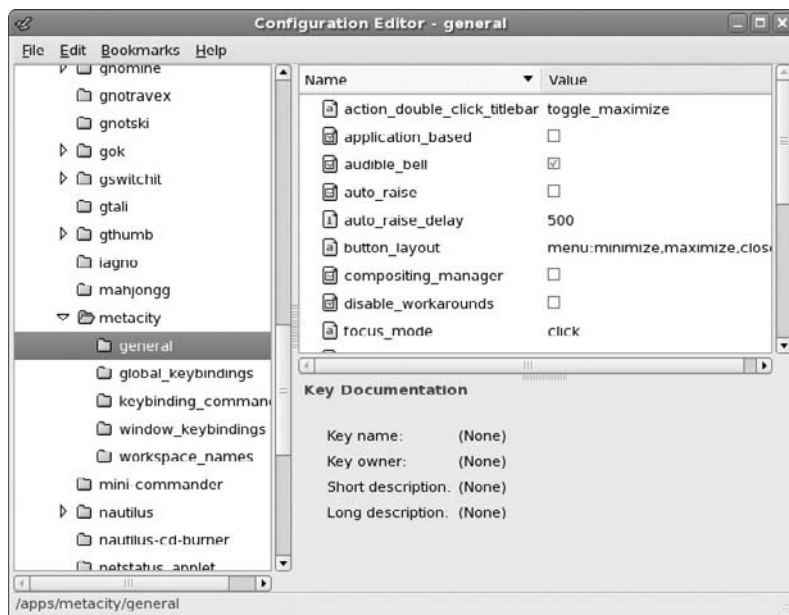 Configuration Editor - general
File Edit Bookmarks Help
gnomine
gnotravex
gnotski
gok
gswitchit
gtali
gthumb
iagno
mahjongg
metacity
general
global_keybindings
keybinding_comman
window_keybindings
workspace_names
mini-commander
nautilus
nautilus-cd-burner
netstatus_applet
Name Value
action_double_click_titlebar toggle_maximize
application_based
audible_bell
auto_raise
auto_raise_delay 500
button_layout menu:minimize,maximize,clos
compositing_manager
disable_workarounds
focus_mode click
Key Documentation
Key name: (None)
Key owner: (None)
Short description: (None)
Long description: (None)
/apps/metacity/general